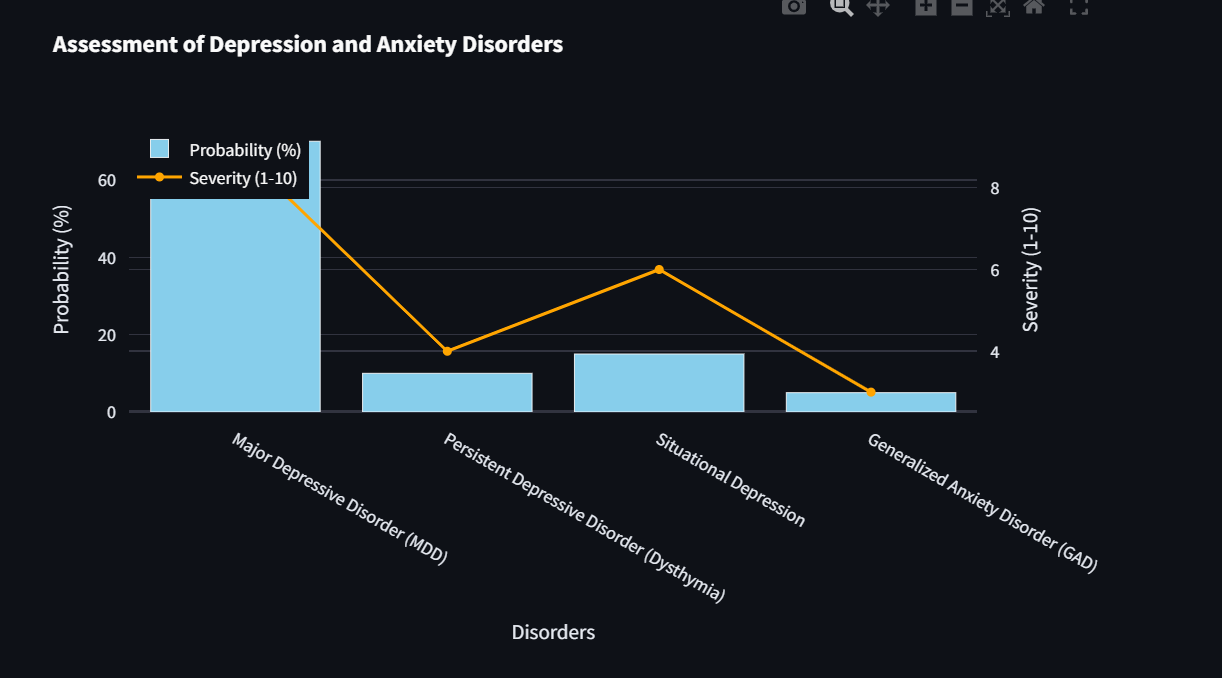 Assessment of Depression and Anxiety Disorders
Probability (%)
Severity (1-10)
60
40
20
0
Probability (%)
8
6
4
Severity (1-10)
Major Depressive Disorder (MDD)
Persistent Depressive Disorder (Dysthymia)
Situational Depression
Generalized Anxiety Disorder (GAD)
Disorders